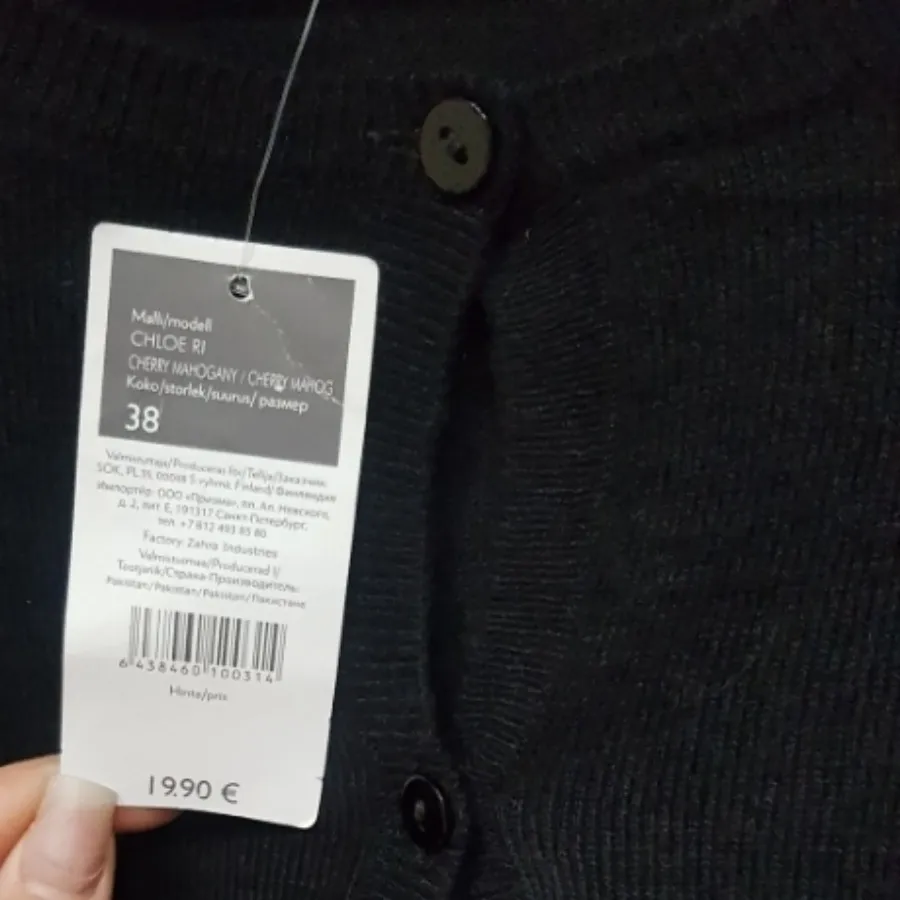 Malli/modell
CHLOE RI
CHERRY MAHOGANY / CHERRY MAHOG
Koko/storlek/suurus/ размер
38
Valmistuttaja/Produceras för/Tellija/Заказчик:
SOK, PL 35, 00088 S-ryhmä, Finland/ Финляндия
Импортёр: ООО «Призма», пл. Ал. Невского,
д. 2, лит Е, 191317 Санкт-Петербург,
тел. +7 812 493 85 80
Factory: Zahra Industries
Valmistusmaa/Producerad i/
Tootjariik/Страна-Производитель:
Pakistan/Pakistan/Pakistan/Пакистан
6 438460 100314
Hinta/pris
19.90 €